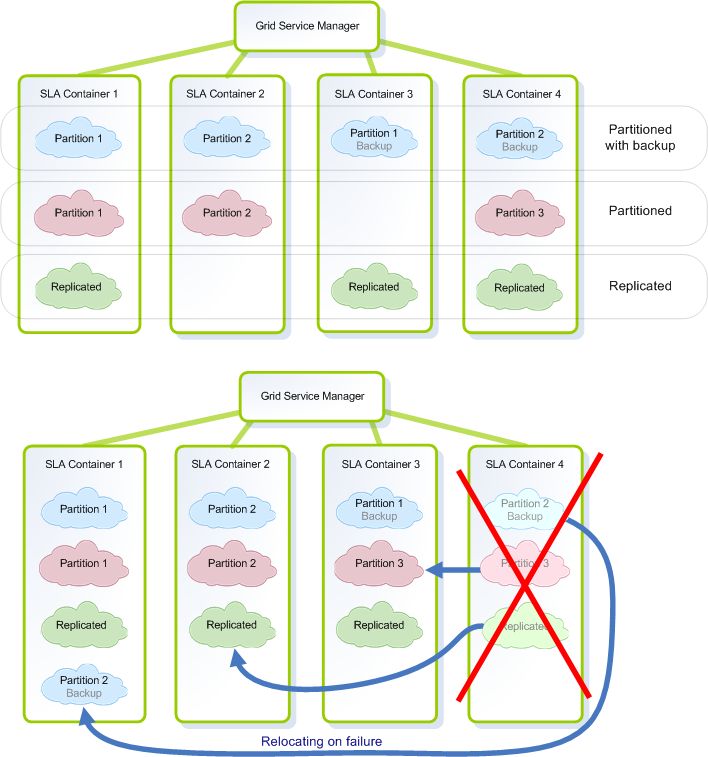 Grid Service Manager
SLA Container 1
SLA Container 2
SLA Container 3
SLA Container 4
Partition 1
Partition 2
Partition 1
Backup
Partition 2
Backup
Partitioned
with backup
Partition 1
Partition 2
Partition 3
Partitioned
Replicated
Replicated
Replicated
Replicated
Grid Service Manager
SLA Container 1
SLA Container 2
SLA Container 3
SLA Container 4
Partition 1
Partition 2
Partition 1
Backup
Partition 2
Backup
Partition 1
Partition 2
Partition 3
Partition 3
Replicated
Replicated
Replicated
Replicated
Partition 2
Backup
Relocating on failure